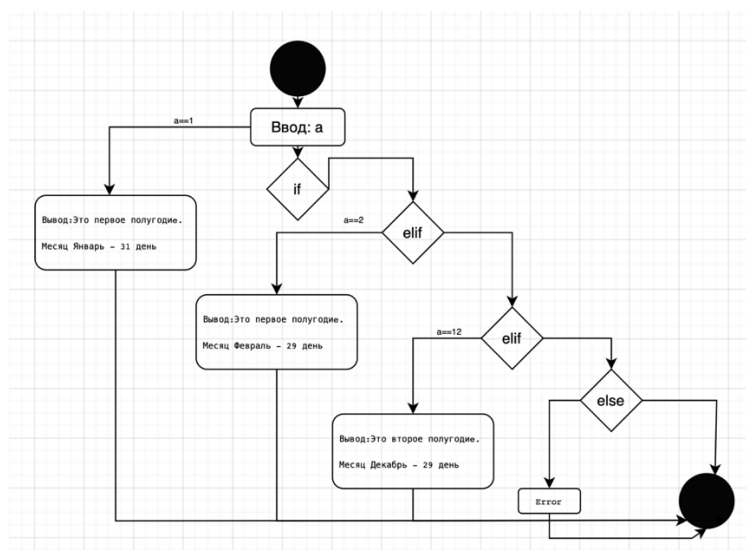 Ввод: a
a==1
if
Вывод:Это первое полугодие.
Месяц Январь – 31 день
a==2
elif
Вывод:Это первое полугодие.
Месяц Февраль – 29 день
a==12
elif
Вывод:Это второе полугодие.
Месяц Декабрь – 29 день
else
Error